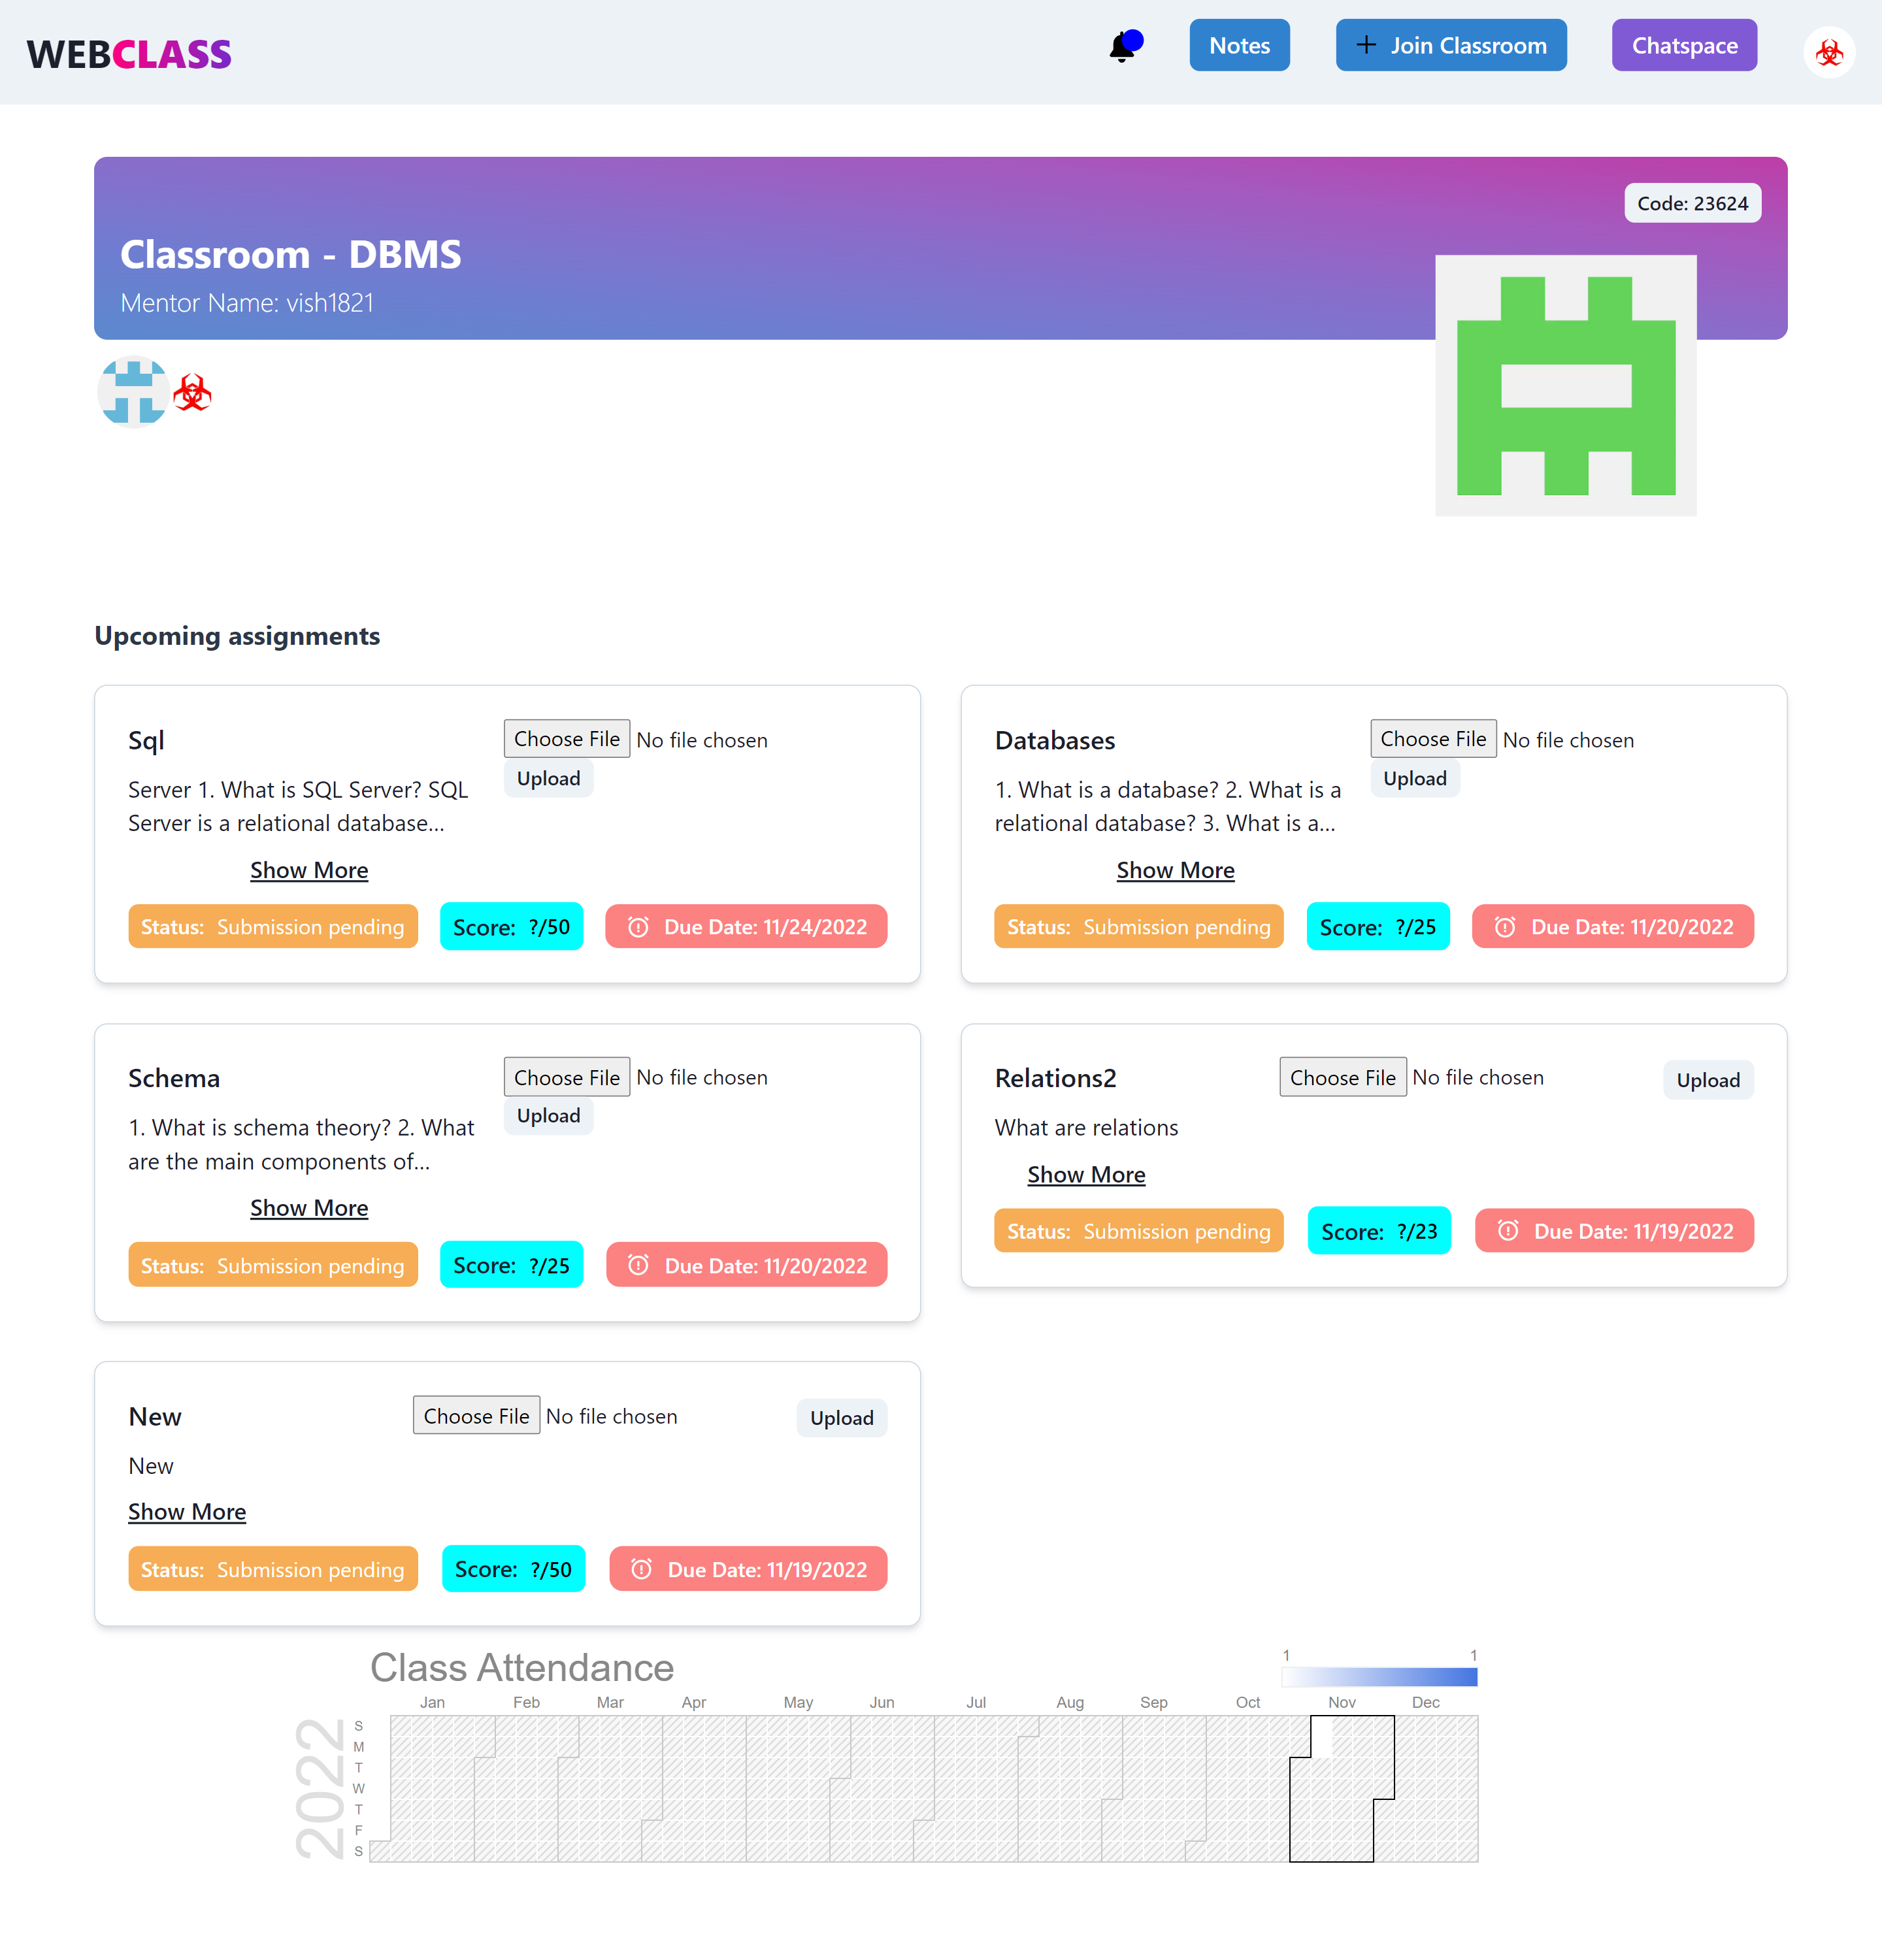 WEBCLASS
Notes
Join Classroom
Chatspace
Code: 23624
Classroom - DBMS
Mentor Name: vish1821
Upcoming assignments
Sql
Choose File No file chosen
Upload
Server 1. What is SQL Server? SQL
Server is a relational database...
Show More
Status: Submission pending
Score: ?/50
Due Date: 11/24/2022
Databases
Choose File No file chosen
Upload
1. What is a database? 2. What is a
relational database? 3. What is a...
Show More
Status: Submission pending
Score: ?/25
Due Date: 11/20/2022
Schema
Choose File No file chosen
Upload
1. What is schema theory? 2. What
are the main components of...
Show More
Status: Submission pending
Score: ?/25
Due Date: 11/20/2022
Relations2
Choose File No file chosen
Upload
What are relations
Show More
Status: Submission pending
Score: ?/23
Due Date: 11/19/2022
New
Choose File No file chosen
Upload
New
Show More
Status: Submission pending
Score: ?/50
Due Date: 11/19/2022
Class Attendance
1 1
Jan Feb Mar Apr May Jun Jul Aug Sep Oct Nov Dec
2022
S
M
T
W
T
F
S